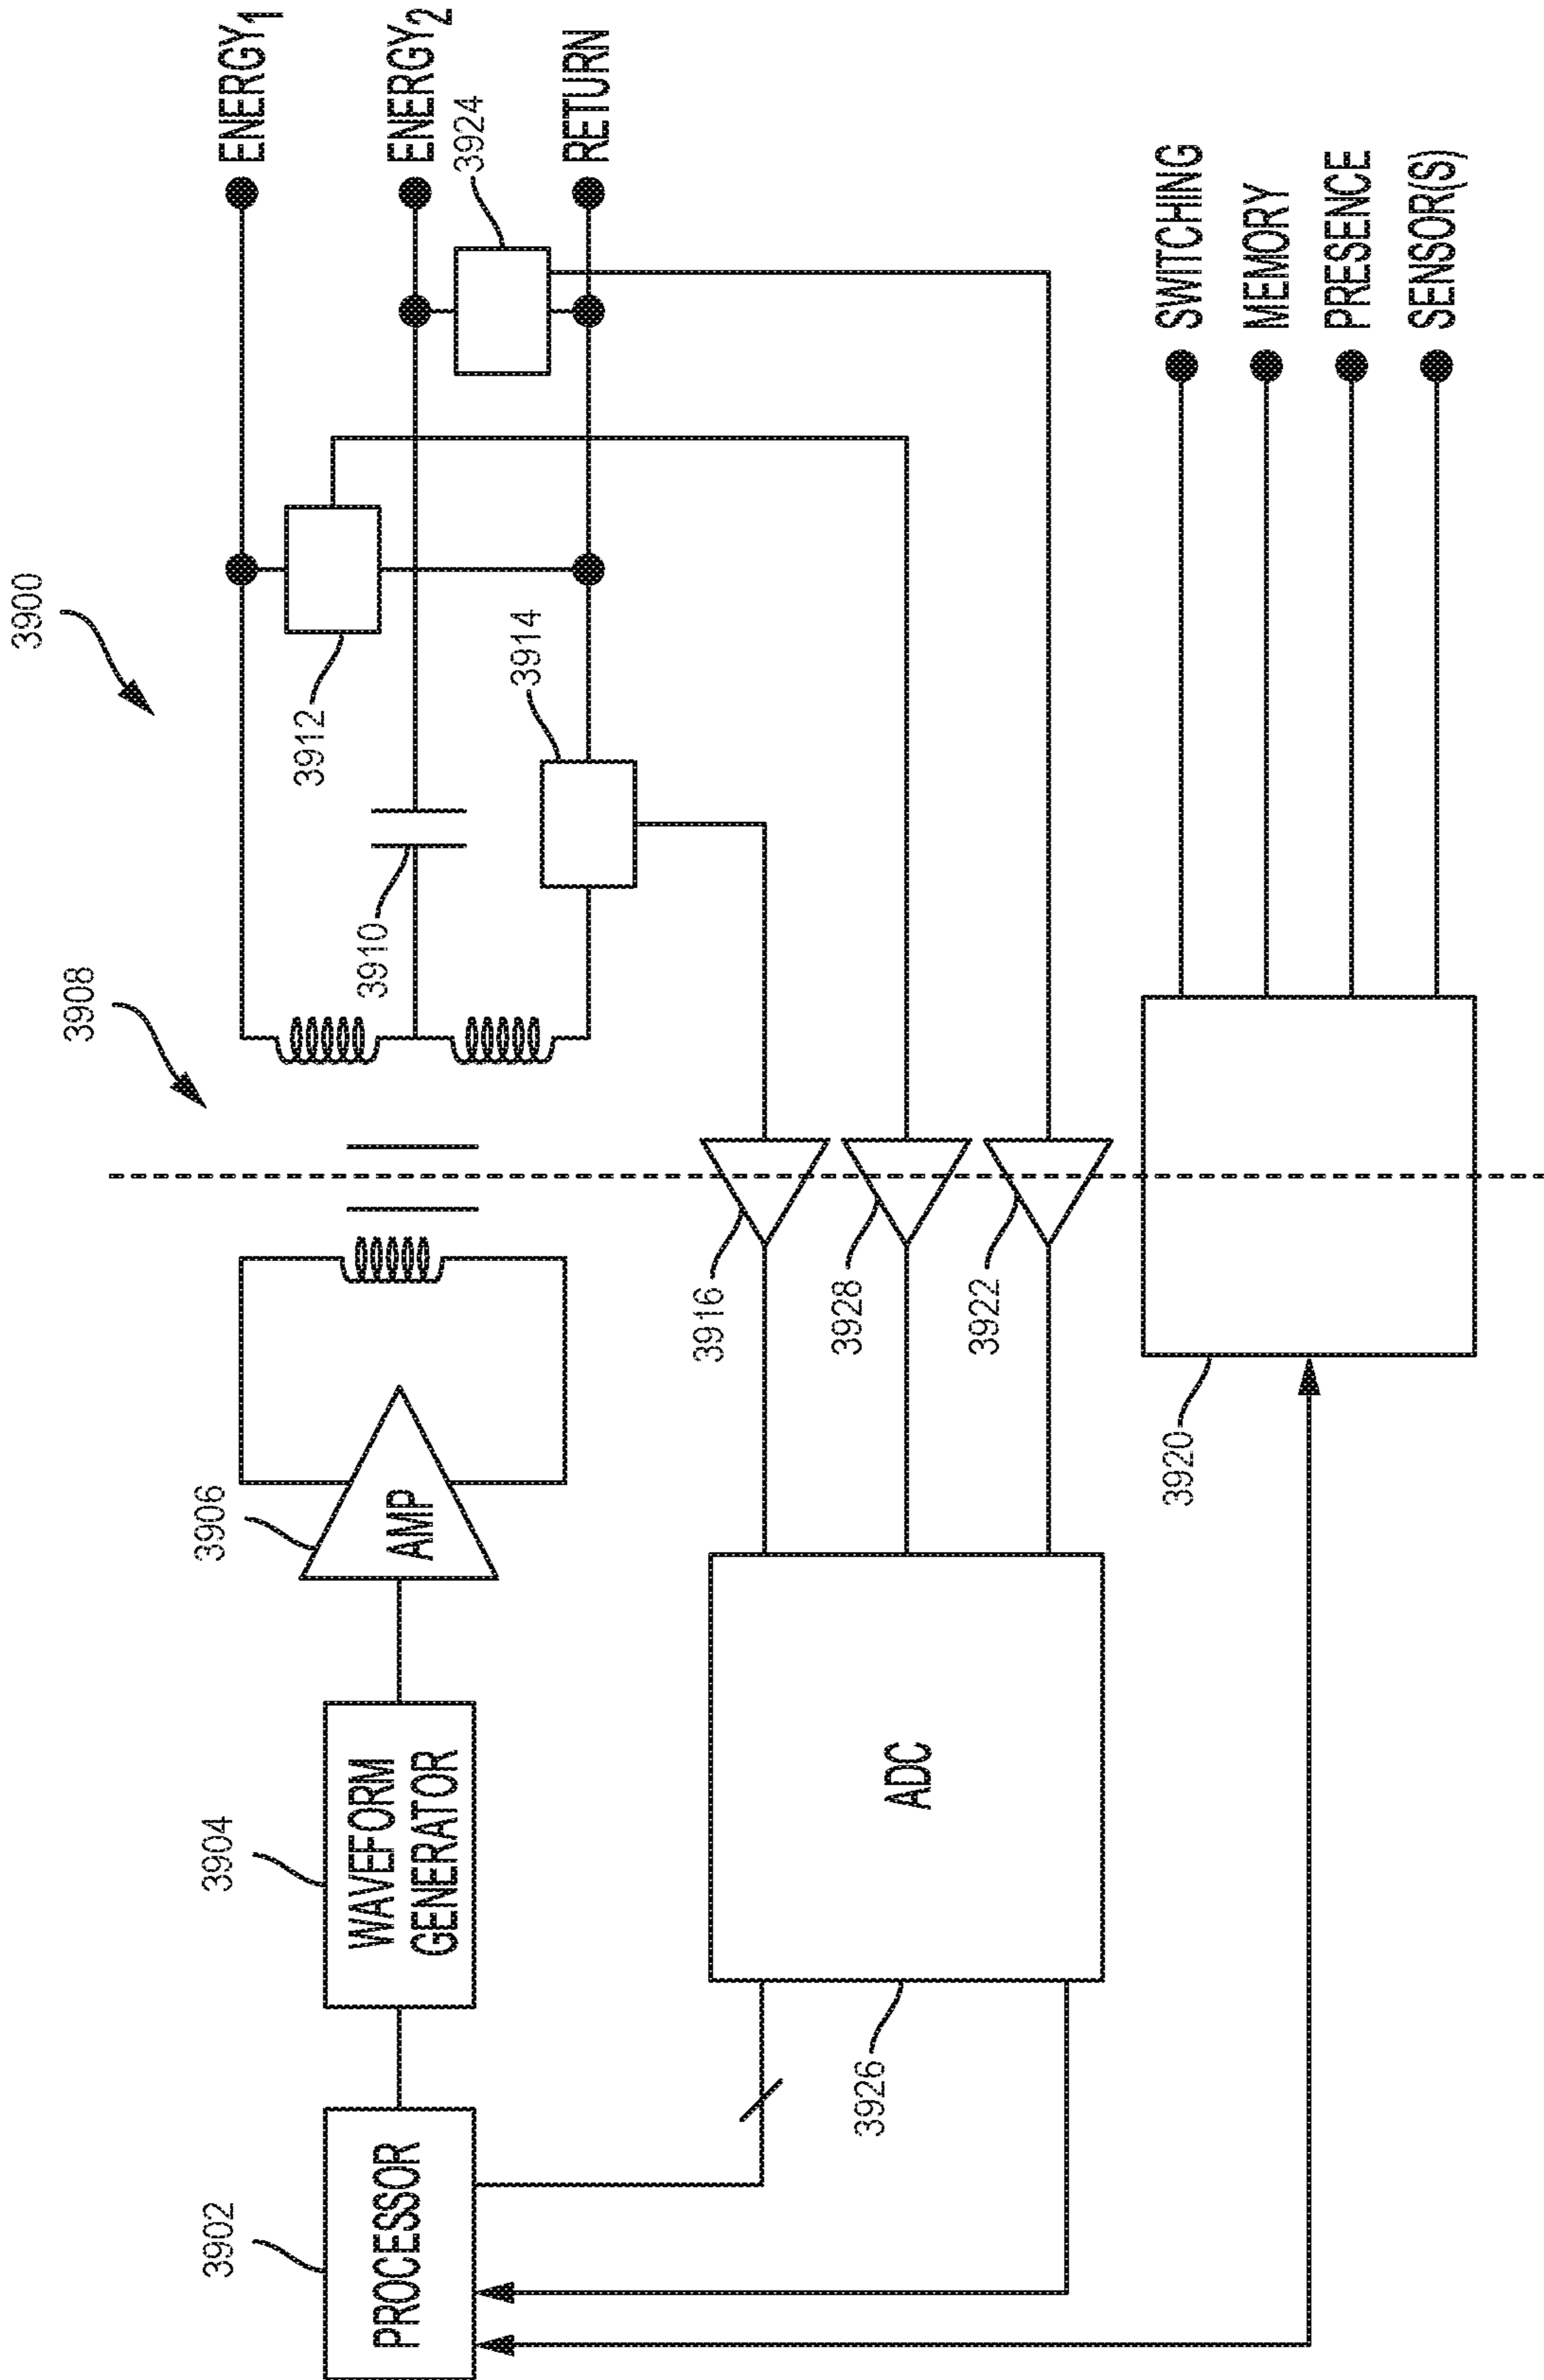 3900
3908
ENERGY1
ENERGY2
3924
RETURN
3912
3910
3914
3906
AMP
3904
WAVEFORM
GENERATOR
3902
PROCESSOR
3916
3928
3922
ADC
3926
3920
SWITCHING
MEMORY
PRESENCE
SENSOR(S)